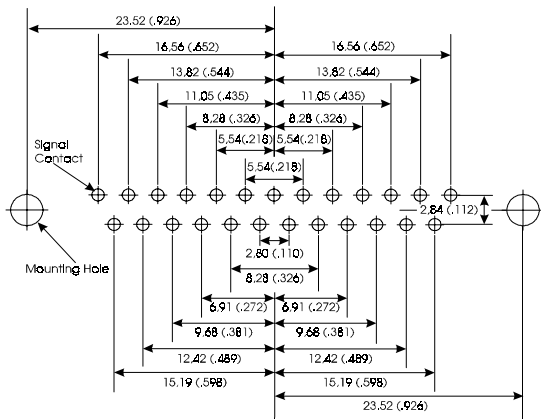 23.52 (.926)
16,56 (.652) 16,56 (.652)
13,82 (.544) 13,82 (.544)
11,05 (.435) 11,05 (.435)
8,28 (.326) 8,28 (.326)
5,54(.218) 5,54(.218)
Signal
Contact
5,54(.218)
2,84 (.112)
2,80 (.110)
Mounting Hole
8,28 (.326)
6,91 (.272) 6,91 (.272)
9,68 (.381) 9,68 (.381)
12,42 (.489) 12,42 (.489)
15,19 (.598) 15,19 (.598)
23.52 (.926)